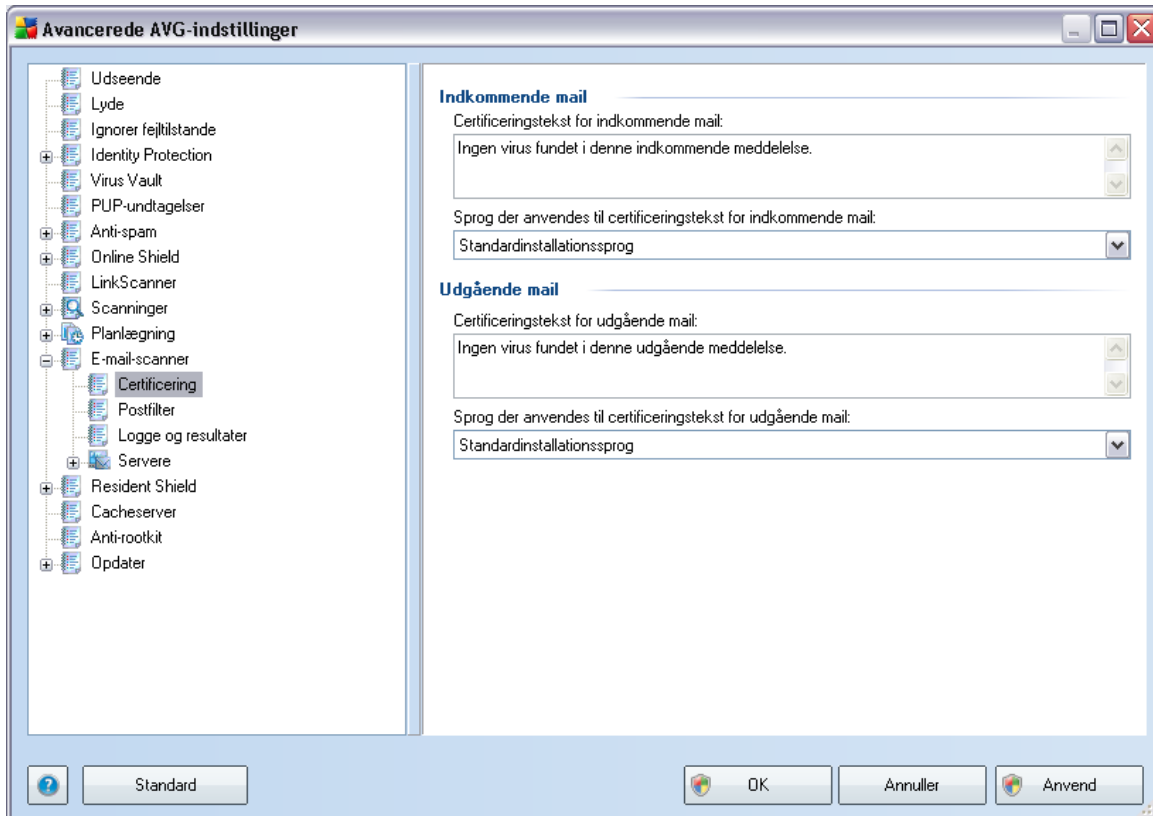 Avancerede AVG-indstillinger
Udseende
Lyde
Ignorer fejltilstande
Identity Protection
Virus Vault
PUP-undtagelser
Anti-spam
Online Shield
LinkScanner
Scanninger
Planlægning
E-mail-scanner
Certificering
Postfilter
Logge og resultater
Servere
Resident Shield
Cacheserver
Anti-rootkit
Opdater
Indkommende mail
Certificeringstekst for indkommende mail:
Ingen virus fundet i denne indkommende meddelelse.
Sprog der anvendes til certificeringstekst for indkommende mail:
Standardinstallationssprog
Udgående mail
Certificeringstekst for udgående mail:
Ingen virus fundet i denne udgående meddelelse.
Sprog der anvendes til certificeringstekst for udgående mail:
Standardinstallationssprog
Standard
OK
Annuller
Anvend